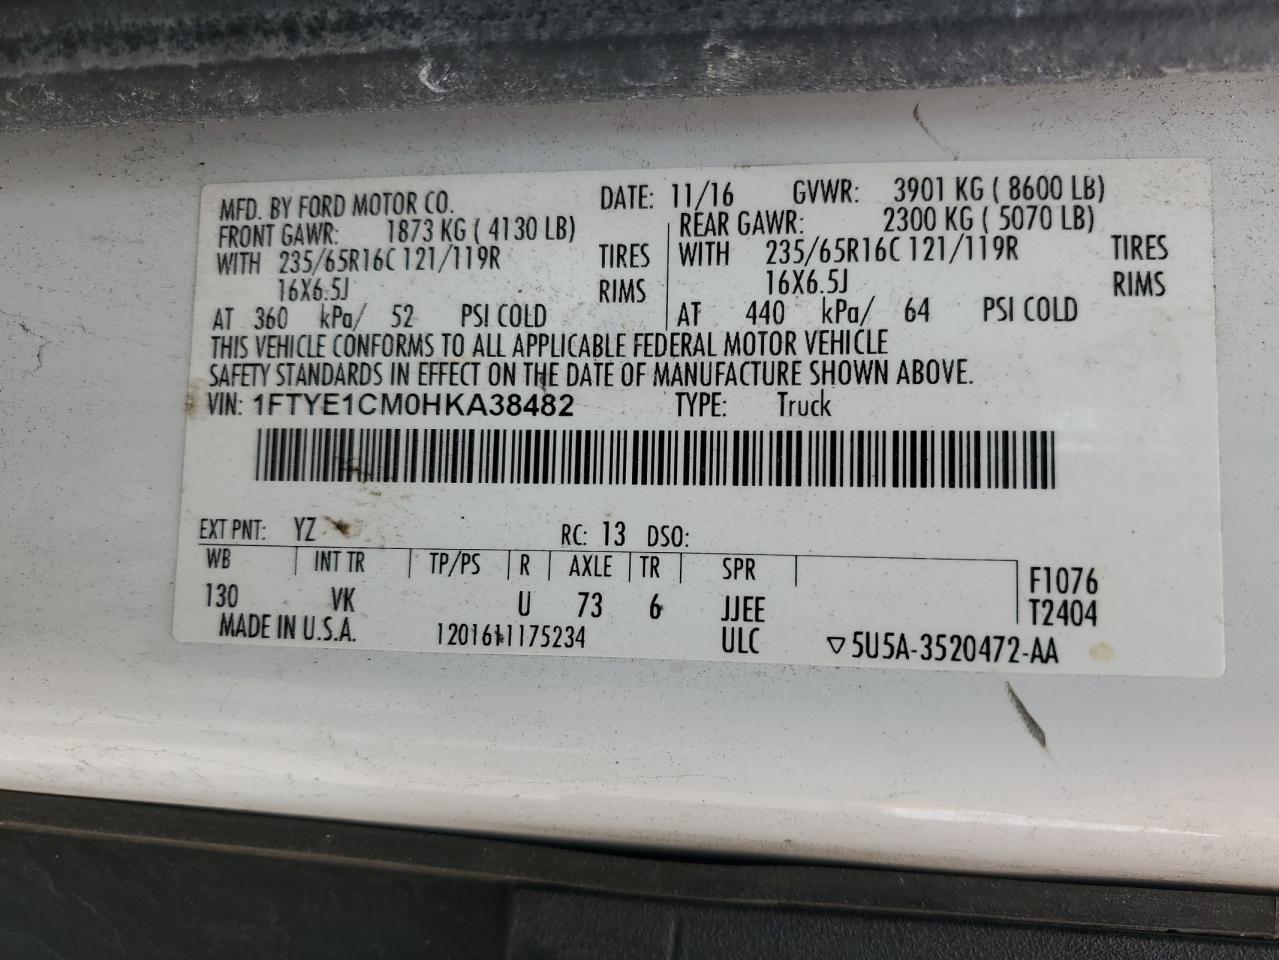 MFD. BY FORD MOTOR CO. DATE: 11/16 GVWR: 3901 KG ( 8600 LB)
FRONT GAWR: 1873 KG ( 4130 LB) REAR GAWR: 2300 KG ( 5070 LB)
WITH 235/65R16C 121/119R TIRES WITH 235/65R16C 121/119R TIRES
16X6.5J RIMS 16X6.5J RIMS
AT 360 kPa/ 52 PSI COLD AT 440 kPa/ 64 PSI COLD
THIS VEHICLE CONFORMS TO ALL APPLICABLE FEDERAL MOTOR VEHICLE
SAFETY STANDARDS IN EFFECT ON THE DATE OF MANUFACTURE SHOWN ABOVE.
VIN: 1FTYE1CM0HKA38482 TYPE: Truck
EXT PNT: YZ RC: 13 DSO:
WB INT TR TP/PS R AXLE TR SPR F1076
130 VK U 73 6 JJEE T2404
MADE IN U.S.A. 12016111175234 ULC ▽5U5A-3520472-AA